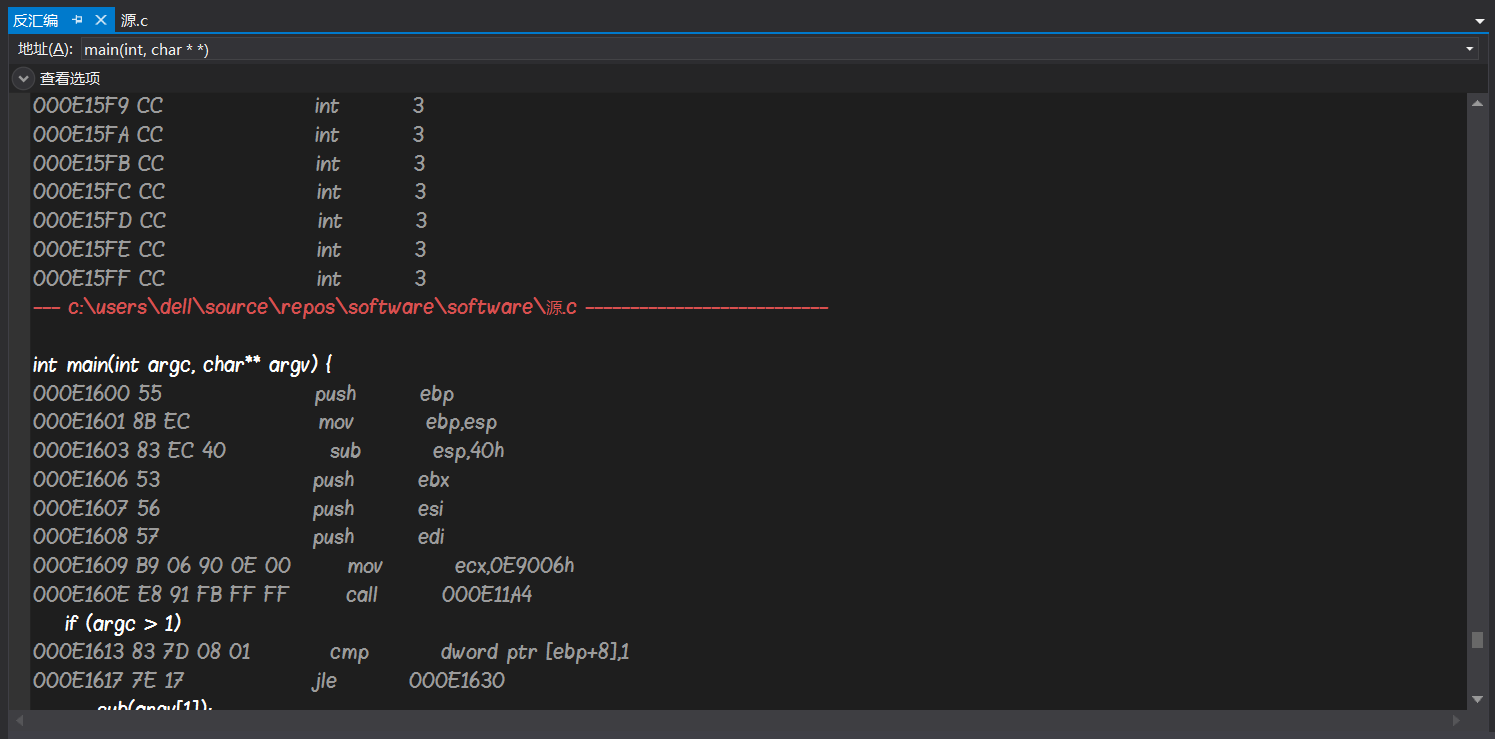 反汇编 源.c
地址(A): main(int, char * *)
查看选项
000E15F9 CC int 3
000E15FA CC int 3
000E15FB CC int 3
000E15FC CC int 3
000E15FD CC int 3
000E15FE CC int 3
000E15FF CC int 3
--- c:\users\dell\source\repos\software\software\源.c ---------------------------
int main(int argc, char** argv) {
000E1600 55 push ebp
000E1601 8B EC mov ebp,esp
000E1603 83 EC 40 sub esp,40h
000E1606 53 push ebx
000E1607 56 push esi
000E1608 57 push edi
000E1609 B9 06 90 0E 00 mov ecx,0E9006h
000E160E E8 91 FB FF FF call 000E11A4
if (argc > 1)
000E1613 83 7D 08 01 cmp dword ptr [ebp+8],1
000E1617 7E 17 jle 000E1630
sub(argv[1]);